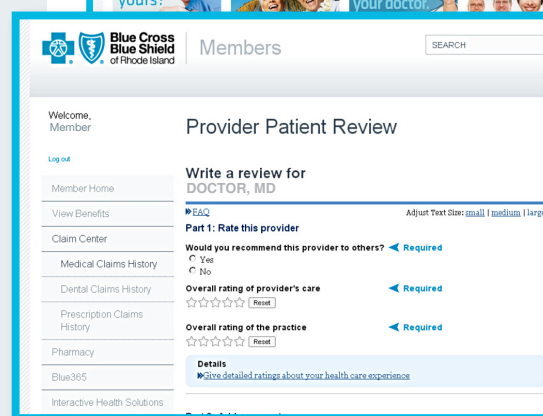 yours?
your doctor.
Blue Cross
Blue Shield
of Rhode Island
Members
SEARCH
Welcome,
Member
Log out
Member Home
View Benefits
Claim Center
Medical Claims History
Dental Claims History
Prescription Claims
History
Pharmacy
Blue365
Interactive Health Solutions
Provider Patient Review
Write a review for
DOCTOR, MD
FAQ
Adjust Text Size: small | medium | large
Part 1: Rate this provider
Would you recommend this provider to others? Required
Yes
No
Overall rating of provider's care Required
Reset
Overall rating of the practice Required
Reset
Details
Give detailed ratings about your health care experience